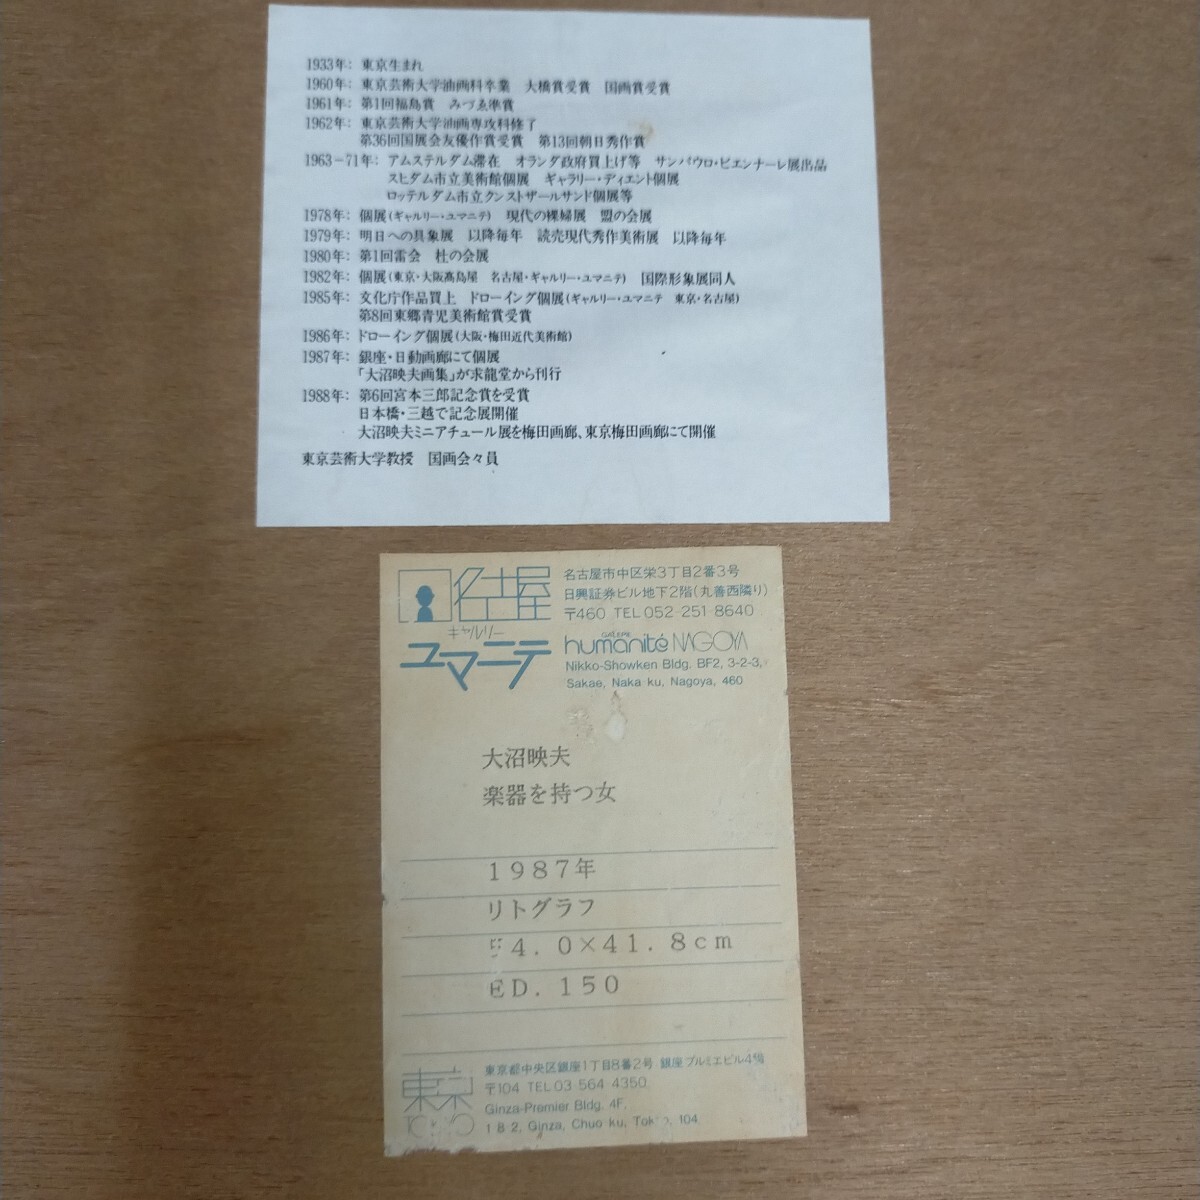 1933年: 東京生まれ
1960年: 東京芸術大学油画科卒業 大橋賞受賞 国画賞受賞
1961年: 第1回福島賞 みづゑ準賞
1962年: 東京芸術大学油画専攻科修了
第36回国展会友優作賞受賞 第13回朝日秀作賞
1963－71年: アムステルダム滞在 オランダ政府買上げ等 サンパウロ・ビエンナーレ展出品
スヒダム市立美術館個展 ギャラリー・ディエント個展
ロッテルダム市立クンストザールサンド個展等
1978年: 個展(ギャルリー・ユマニテ) 現代の裸婦展 盟の会展
1979年: 明日への具象展 以降毎年 読売現代秀作美術展 以降毎年
1980年: 第1回雷会 杜の会展
1982年: 個展(東京・大阪髙島屋 名古屋・ギャルリー・ユマニテ) 国際形象展同人
1985年: 文化庁作品買上 ドローイング個展(ギャルリー・ユマニテ 東京・名古屋)
第8回東郷青児美術館賞受賞
1986年: ドローイング個展(大阪・梅田近代美術館)
1987年: 銀座・日動画廊にて個展
「大沼映夫画集」が求龍堂から刊行
1988年: 第6回宮本三郎記念賞を受賞
日本橋・三越で記念展開催
大沼映夫ミニアチュール展を梅田画廊、東京梅田画廊にて開催
東京芸術大学教授 国画会々員
名古屋
ギャルリー
ユマニテ
名古屋市中区栄3丁目2番3号
日興証券ビル地下2階(丸善西隣り)
〒460 TEL 052-251-8640
GALERIE
humanité NAGOYA
Nikko-Showken Bldg. BF2, 3-2-3,
Sakae, Naka ku, Nagoya, 460
大沼映夫
楽器を持つ女
1987年
リトグラフ
54.0×41.8cm
ED.150
東京
TOKYO
東京都中央区銀座1丁目8番2号 銀座プルミエビル4階
〒104 TEL 03-564-4350
Ginza-Premier Bldg. 4F,
1 8 2, Ginza, Chuo ku, Tokyo, 104